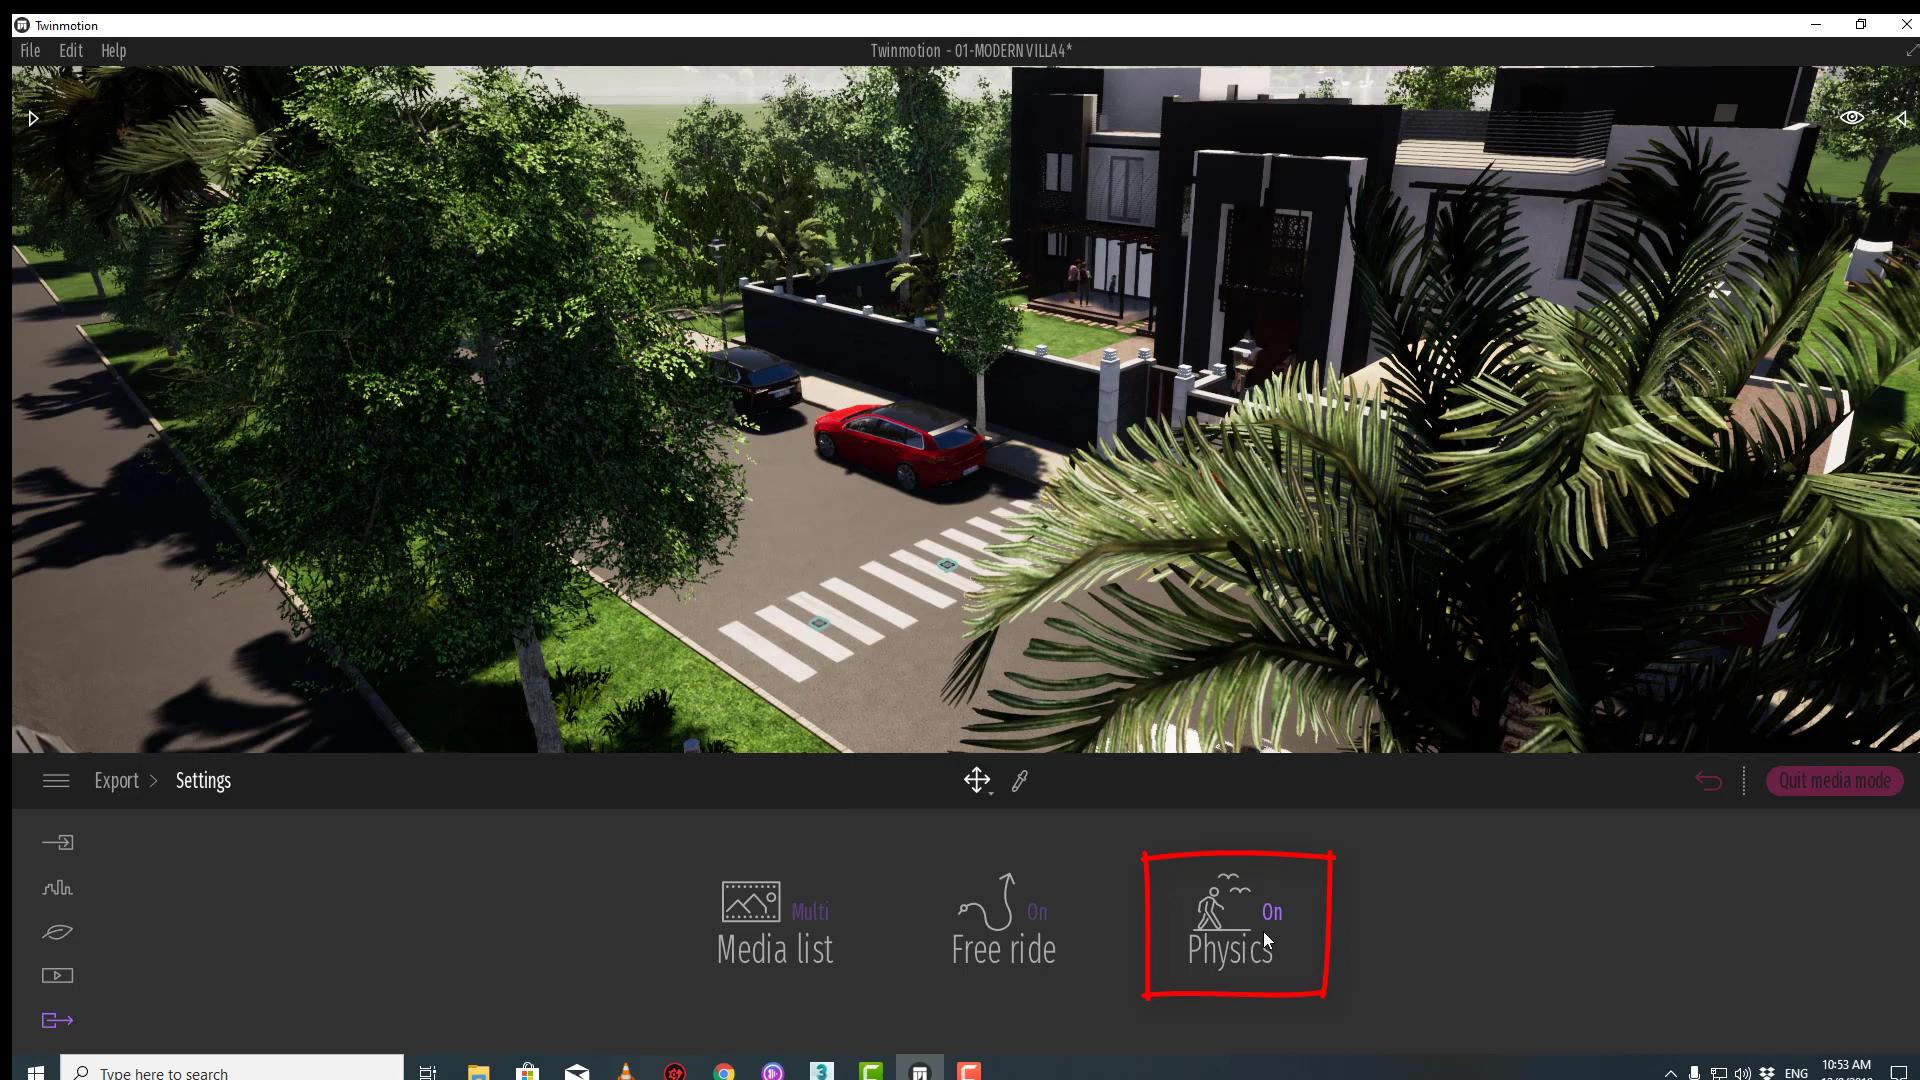 Twinmotion
File Edit Help
Twinmotion - 01-MODERN VILLA4*
Export > Settings
Quit media mode
Multi
Media list
On
Free ride
On
Physics
Type here to search
ENG
10:53 AM